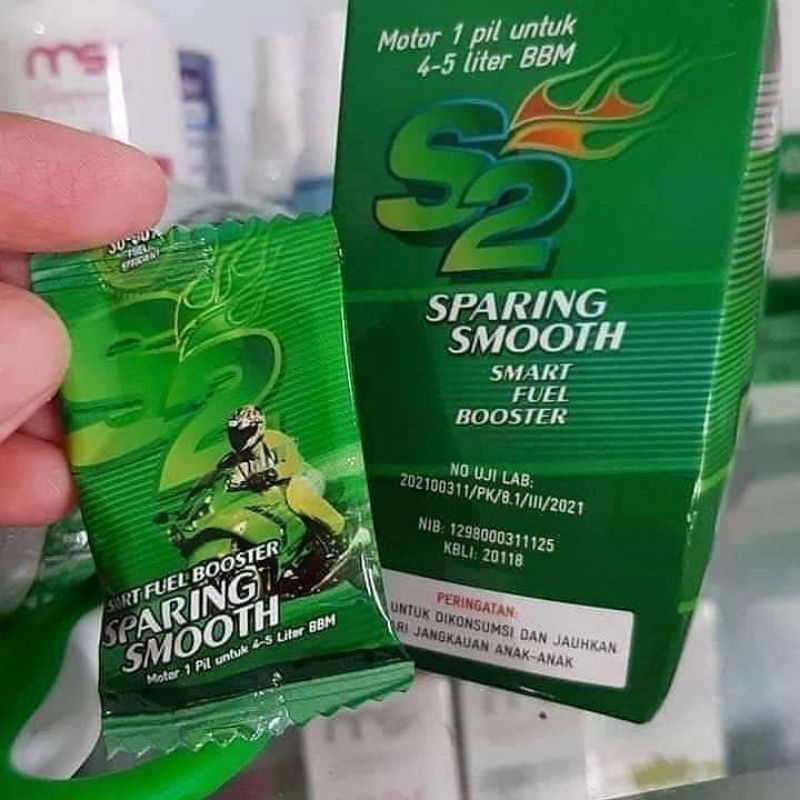 ms
Motor 1 pil untuk
4-5 liter BBM
S2
SPARING
SMOOTH
SMART
FUEL
BOOSTER
NO UJI LAB:
202100311/PK/8.1/III/2021
NIB: 1298000311125
KBLI: 20118
PERINGATAN:
UNTUK DIKONSUMSI DAN JAUHKAN
JANGKAUAN ANAK-ANAK
FUEL
S2
FUEL BOOSTER
SPARING
SMOOTH
Motor 1 Pil untuk 4-5 Liter BBM